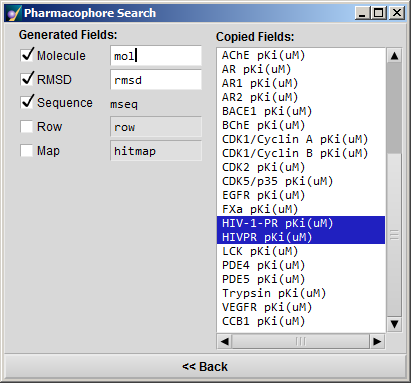 Pharmacophore Search
Generated Fields:
Molecule mol
RMSD rmsd
Sequence mseq
Row row
Map hitmap
Copied Fields:
AChE pKi(uM)
AR pKi(uM)
AR1 pKi(uM)
AR2 pKi(uM)
BACE1 pKi(uM)
BChE pKi(uM)
CDK1/Cyclin A pKi(uM)
CDK1/Cyclin B pKi(uM)
CDK2 pKi(uM)
CDK5/p35 pKi(uM)
EGFR pKi(uM)
FXa pKi(uM)
HIV-1-PR pKi(uM)
HIVPR pKi(uM)
LCK pKi(uM)
PDE4 pKi(uM)
PDE5 pKi(uM)
Trypsin pKi(uM)
VEGFR pKi(uM)
CCB1 pKi(uM)
<< Back